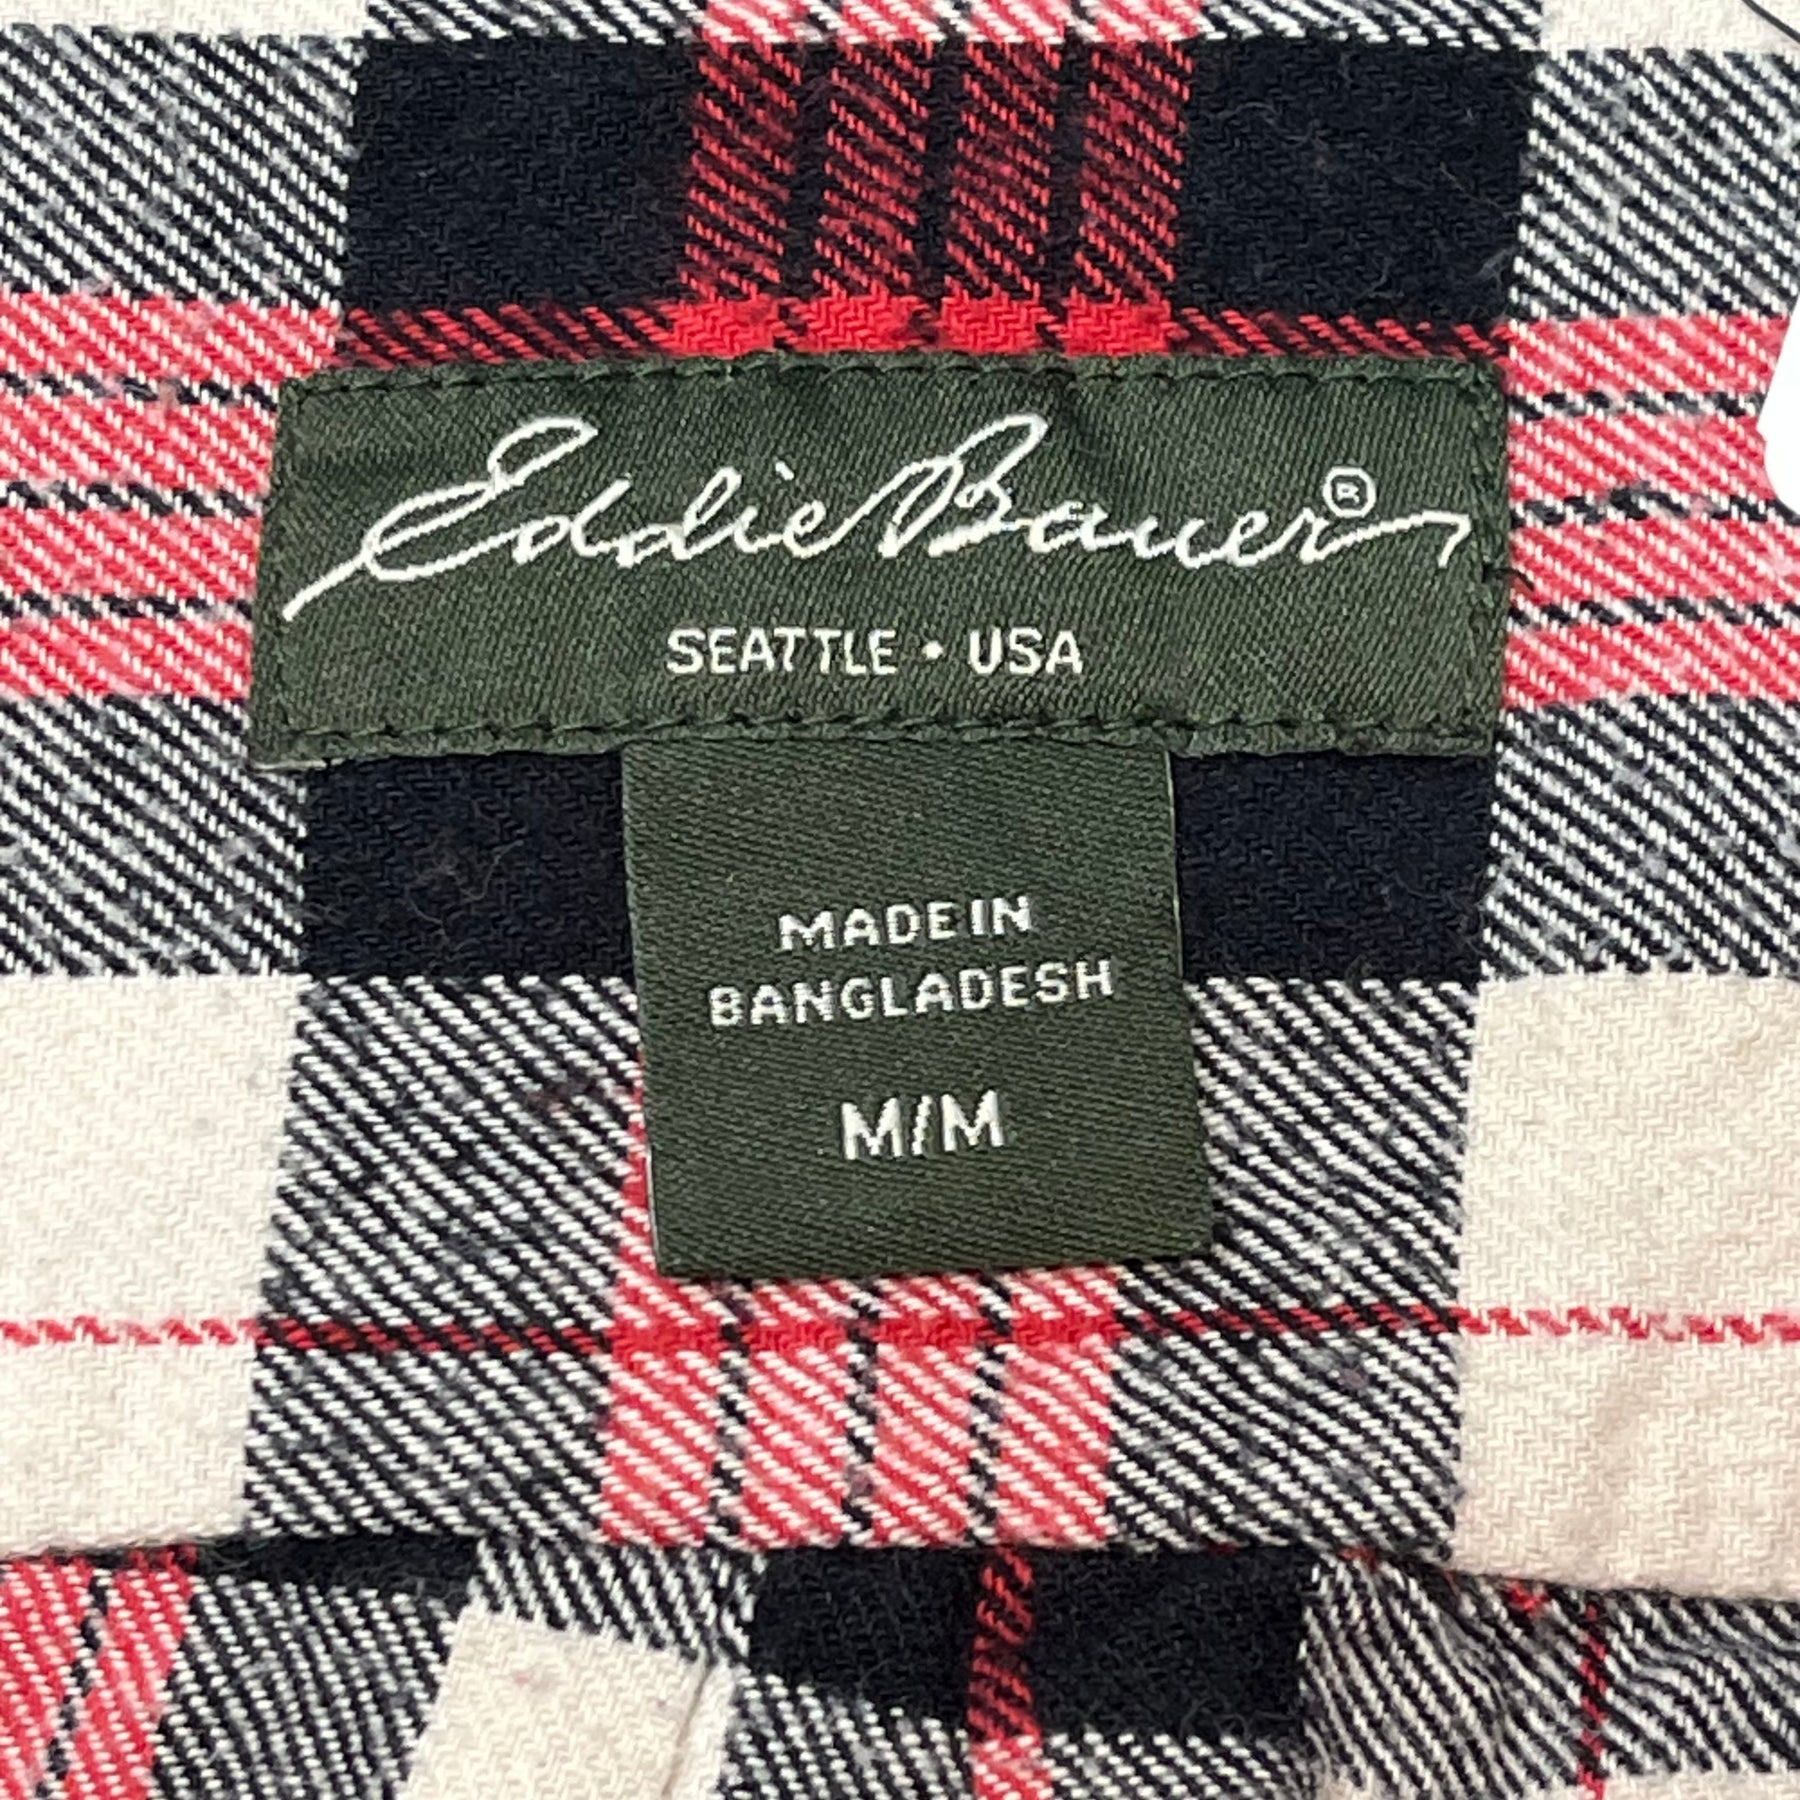 Eddie Bauer®
SEATTLE • USA
MADE IN
BANGLADESH
M/M